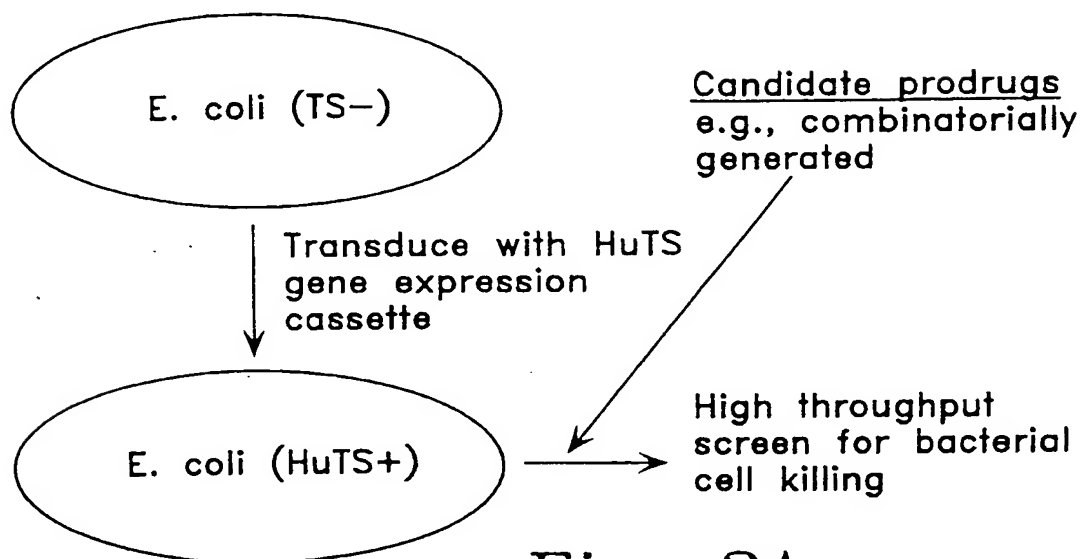 E. coli (TS-)
Candidate prodrugs
e.g., combinatorially
generated
Transduce with HuTS
gene expression
cassette
E. coli (HuTS+)
High throughput
screen for bacterial
cell killing